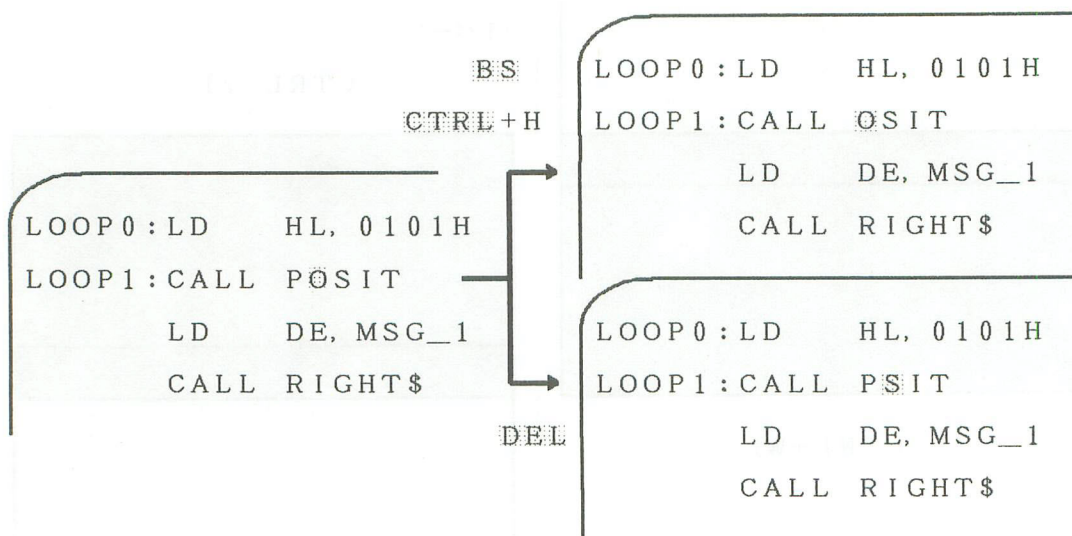 BS
CTRL+H
LOOP0:LD HL, 0101H
LOOP1:CALL OSIT
LD DE, MSG_1
CALL RIGHT$
LOOP0:LD HL, 0101H
LOOP1:CALL POSIT
LD DE, MSG_1
CALL RIGHT$
DEL
LOOP0:LD HL, 0101H
LOOP1:CALL PSIT
LD DE, MSG_1
CALL RIGHT$